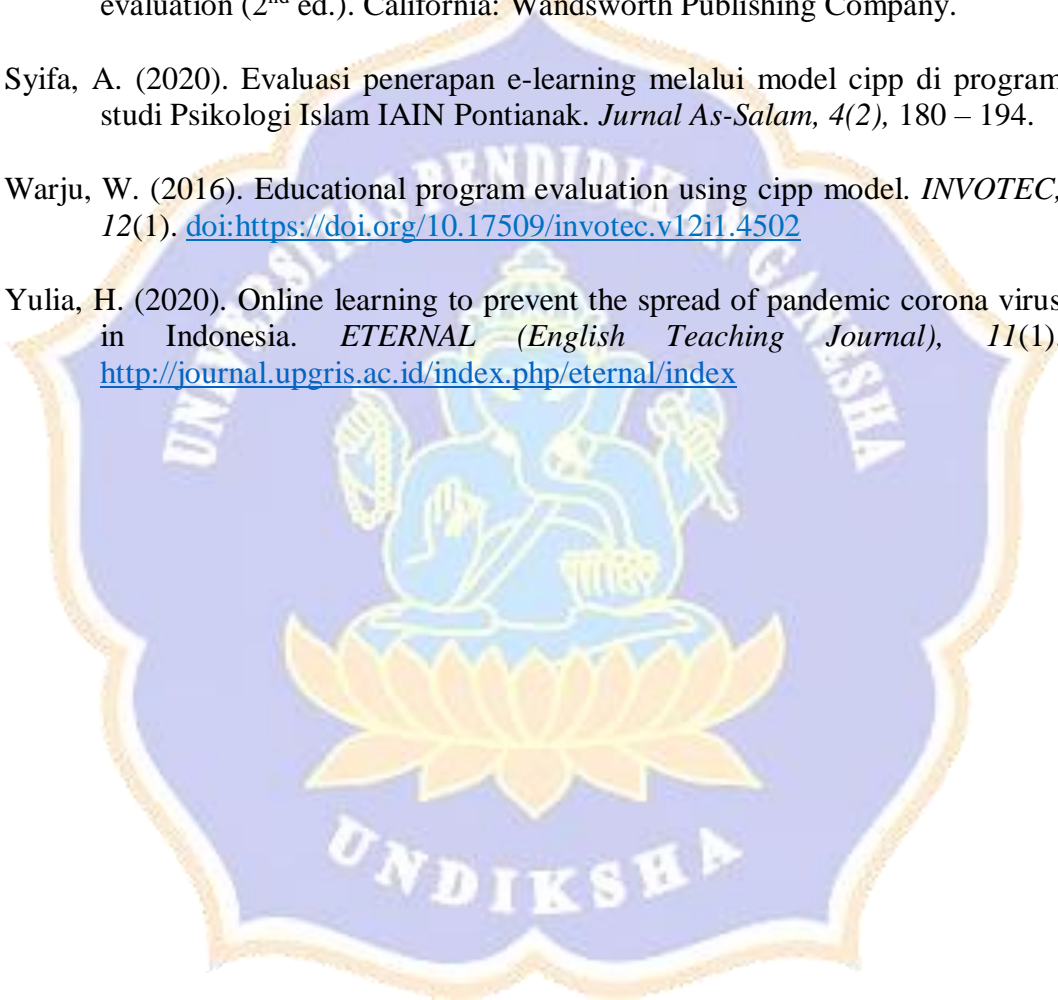 evaluation (2nd ed.). California: Wandsworth Publishing Company.
Syifa, A. (2020). Evaluasi penerapan e-learning melalui model cipp di program
studi Psikologi Islam IAIN Pontianak. Jurnal As-Salam, 4(2), 180 – 194.
Warju, W. (2016). Educational program evaluation using cipp model. INVOTEC,
12(1). doi:https://doi.org/10.17509/invotec.v12i1.4502
Yulia, H. (2020). Online learning to prevent the spread of pandemic corona virus
in Indonesia. ETERNAL (English Teaching Journal), 11(1).
http://journal.upgris.ac.id/index.php/eternal/index
UNIVERSITAS PENDIDIKAN GANESHA
UNDIKSHA